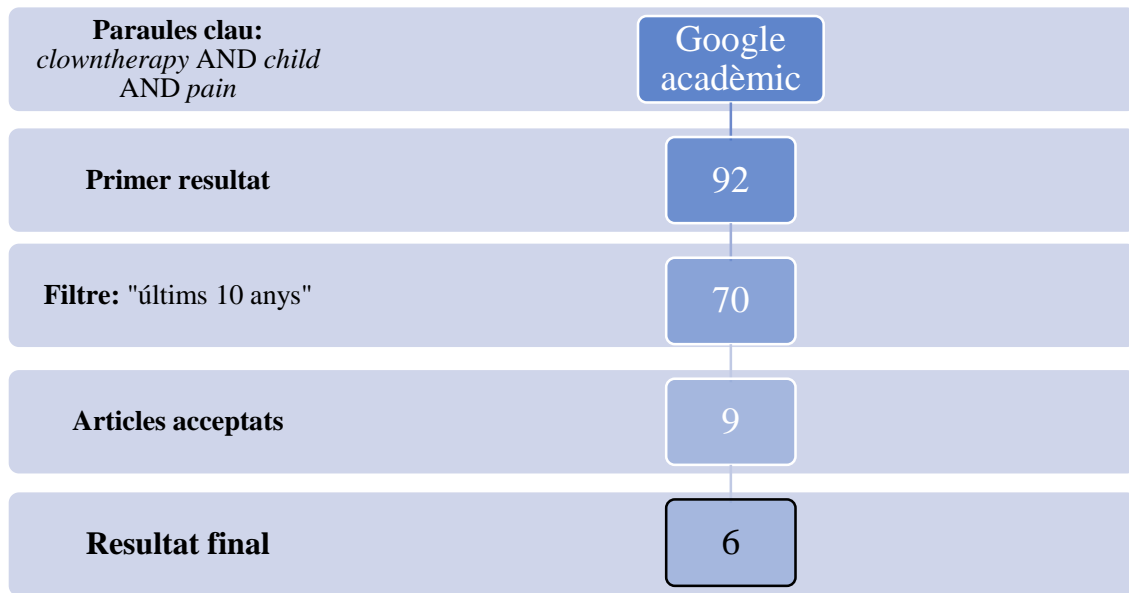 Paraules clau:
clowntherapy AND child
AND pain
Google
acadèmic
Primer resultat
92
Filtre: "últims 10 anys"
70
Articles acceptats
9
Resultat final
6